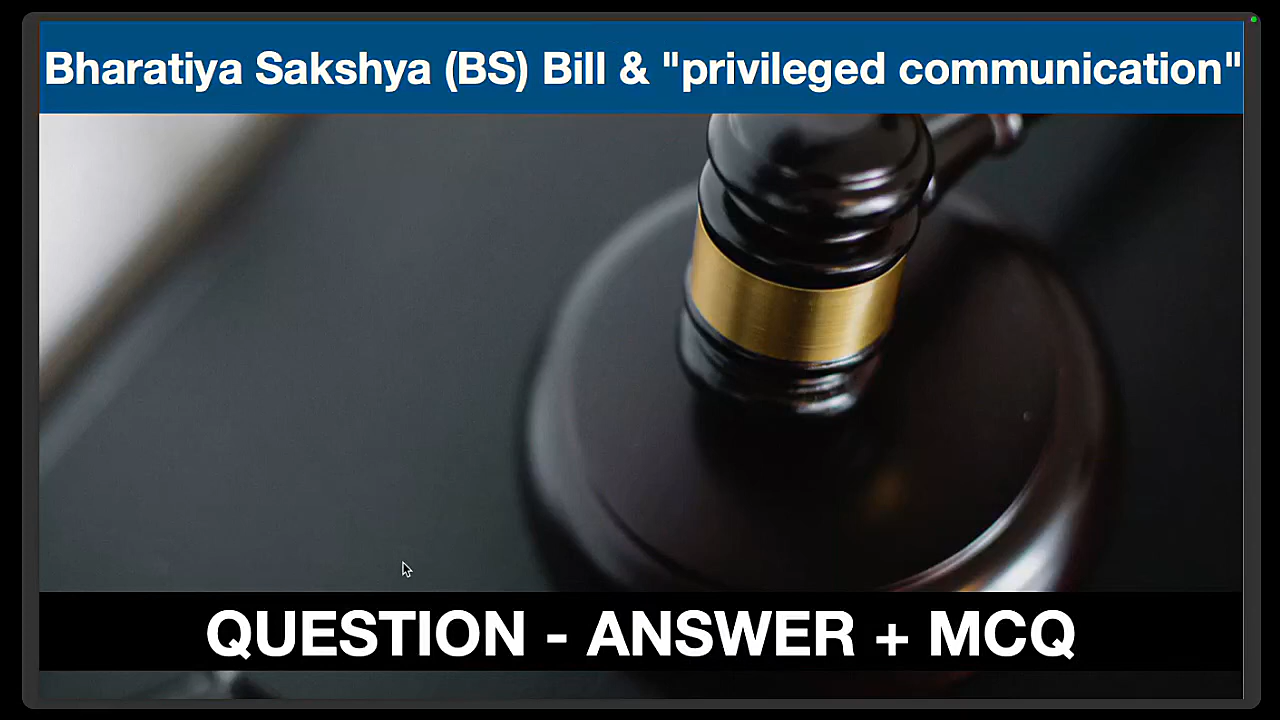 Bharatiya Sakshya (BS) Bill & "privileged communication"
QUESTION - ANSWER + MCQ